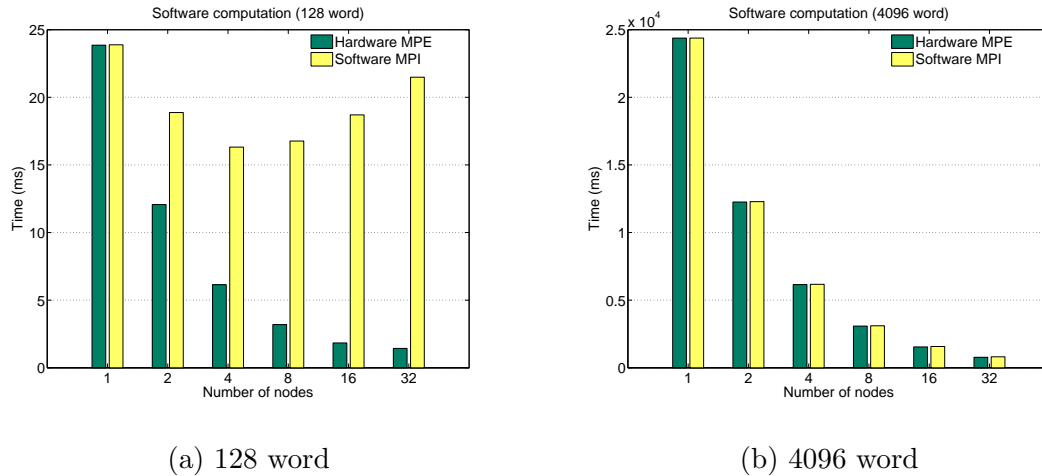 Software computation (128 word)
25
20
15
10
5
0
Time (ms)
Hardware MPE
Software MPI
1 2 4 8 16 32
Number of nodes
(a) 128 word
Software computation (4096 word)
x 10^4
2.5
2
1.5
1
0.5
0
Time (ms)
Hardware MPE
Software MPI
1 2 4 8 16 32
Number of nodes
(b) 4096 word